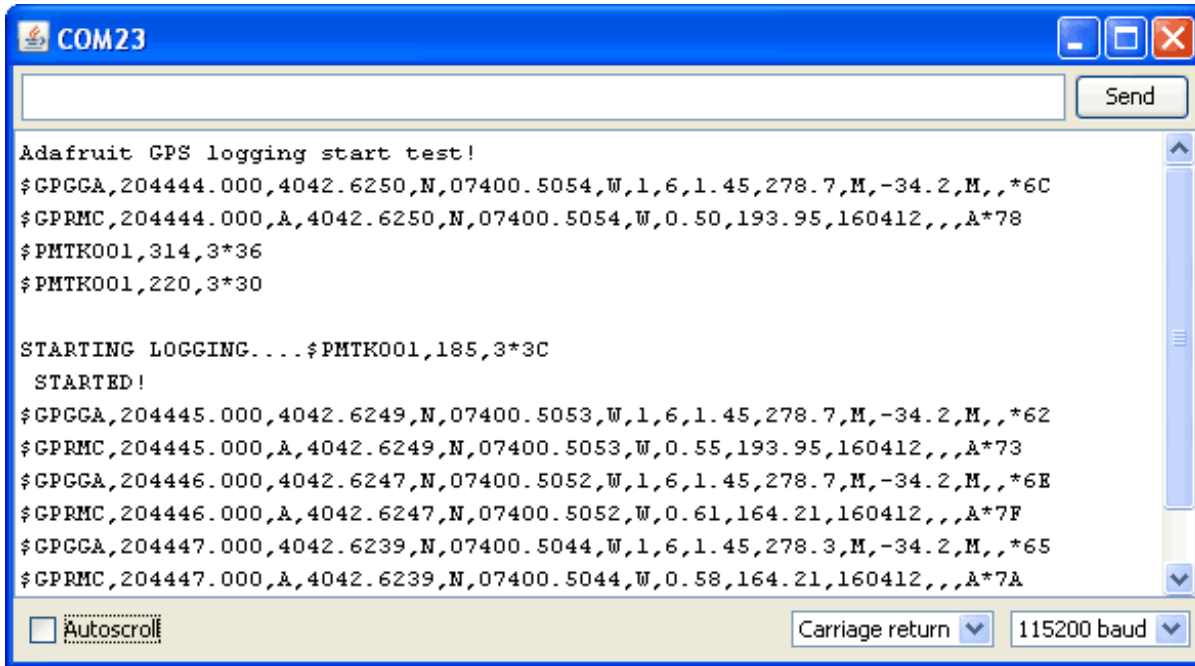 COM23
Send
Adafruit GPS logging start test!
$GPGGA,204444.000,4042.6250,N,07400.5054,W,1,6,1.45,278.7,M,-34.2,M,,*6C
$GPRMC,204444.000,A,4042.6250,N,07400.5054,W,0.50,193.95,160412,,,A*78
$PMTK001,314,3*36
$PMTK001,220,3*30
STARTING LOGGING....$PMTK001,185,3*3C
STARTED!
$GPGGA,204445.000,4042.6249,N,07400.5053,W,1,6,1.45,278.7,M,-34.2,M,,*62
$GPRMC,204445.000,A,4042.6249,N,07400.5053,W,0.55,193.95,160412,,,A*73
$GPGGA,204446.000,4042.6247,N,07400.5052,W,1,6,1.45,278.7,M,-34.2,M,,*6E
$GPRMC,204446.000,A,4042.6247,N,07400.5052,W,0.61,164.21,160412,,,A*7F
$GPGGA,204447.000,4042.6239,N,07400.5044,W,1,6,1.45,278.3,M,-34.2,M,,*65
$GPRMC,204447.000,A,4042.6239,N,07400.5044,W,0.58,164.21,160412,,,A*7A
Autoscroll
Carriage return
115200 baud